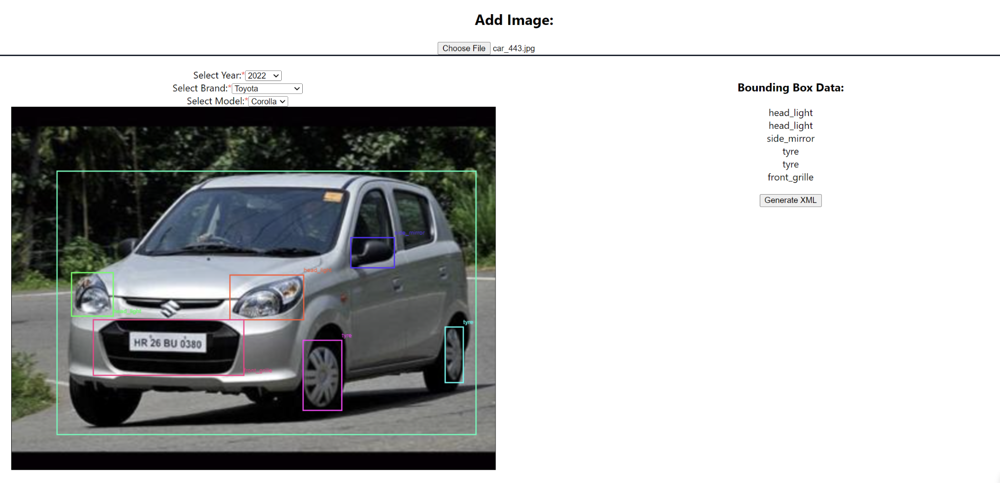 Add Image:
Choose File car_443.jpg
Select Year:* 2022
Select Brand:* Toyota
Select Model:* Corolla
Bounding Box Data:
head_light
head_light
side_mirror
tyre
tyre
front_grille
Generate XML
side_mirror
head_light
head_light
tyre
tyre
HR 26 BU 0380
front_grille